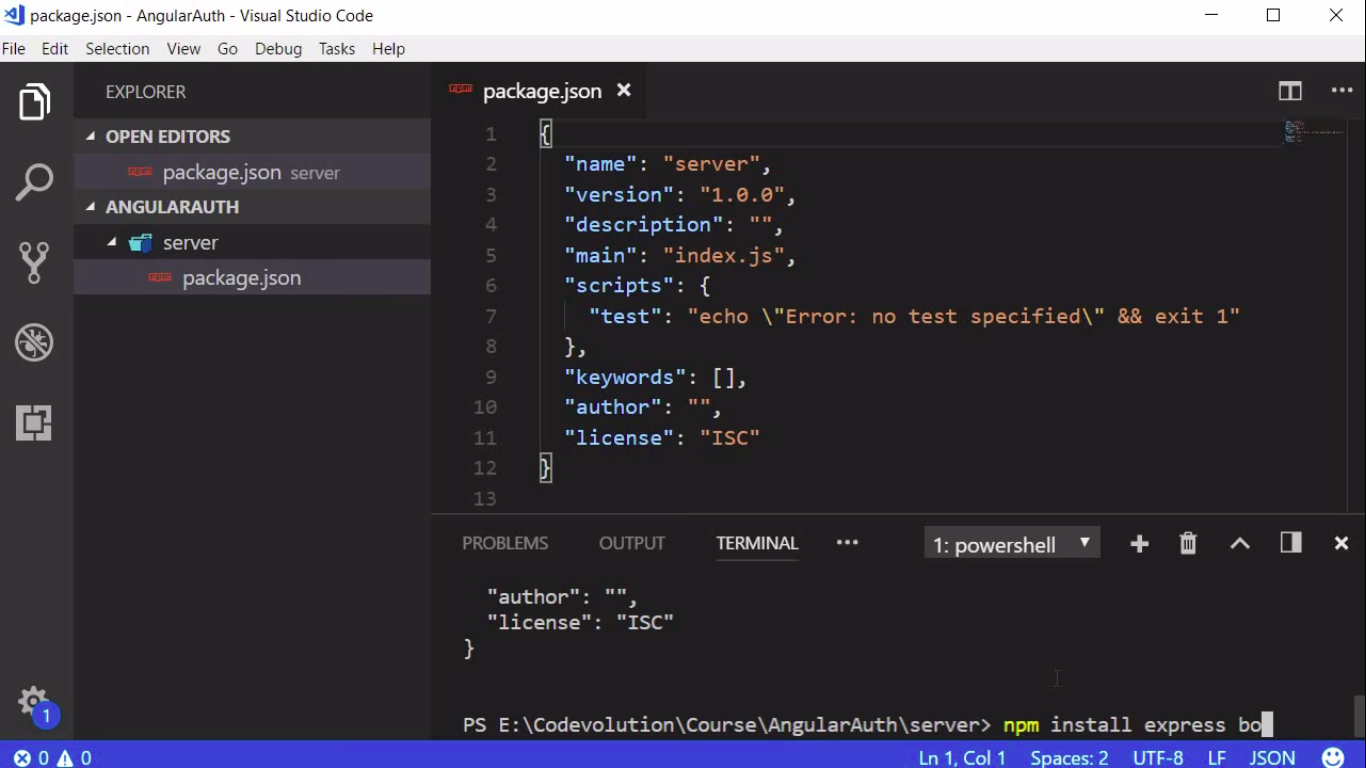 package.json - AngularAuth - Visual Studio Code
File Edit Selection View Go Debug Tasks Help
EXPLORER
OPEN EDITORS
package.json server
ANGULARAUTH
server
package.json
1
package.json
1 {
2 "name": "server",
3 "version": "1.0.0",
4 "description": "",
5 "main": "index.js",
6 "scripts": {
7 "test": "echo \"Error: no test specified\" && exit 1"
8 },
9 "keywords": [],
10 "author": "",
11 "license": "ISC"
12 }
13
PROBLEMS OUTPUT TERMINAL ••• 1: powershell
"author": "",
"license": "ISC"
}
PS E:\Codevolution\Course\AngularAuth\server> npm install express bo
0 0 Ln 1, Col 1 Spaces: 2 UTF-8 LF JSON